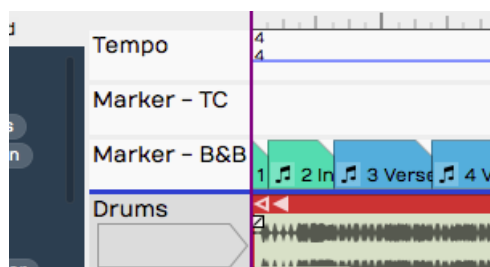 Tempo
4
4
Marker - TC
Marker - B&B
1
2 In
3 Verse
4 V
Drums